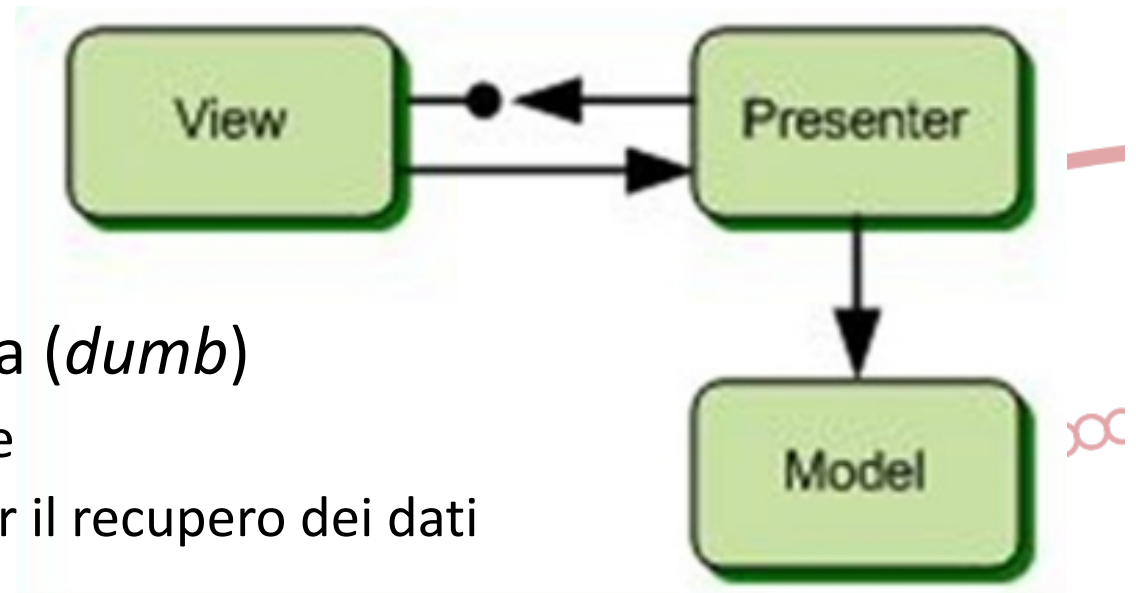 View
Presenter
a (dumb)
e
Model
r il recupero dei dati